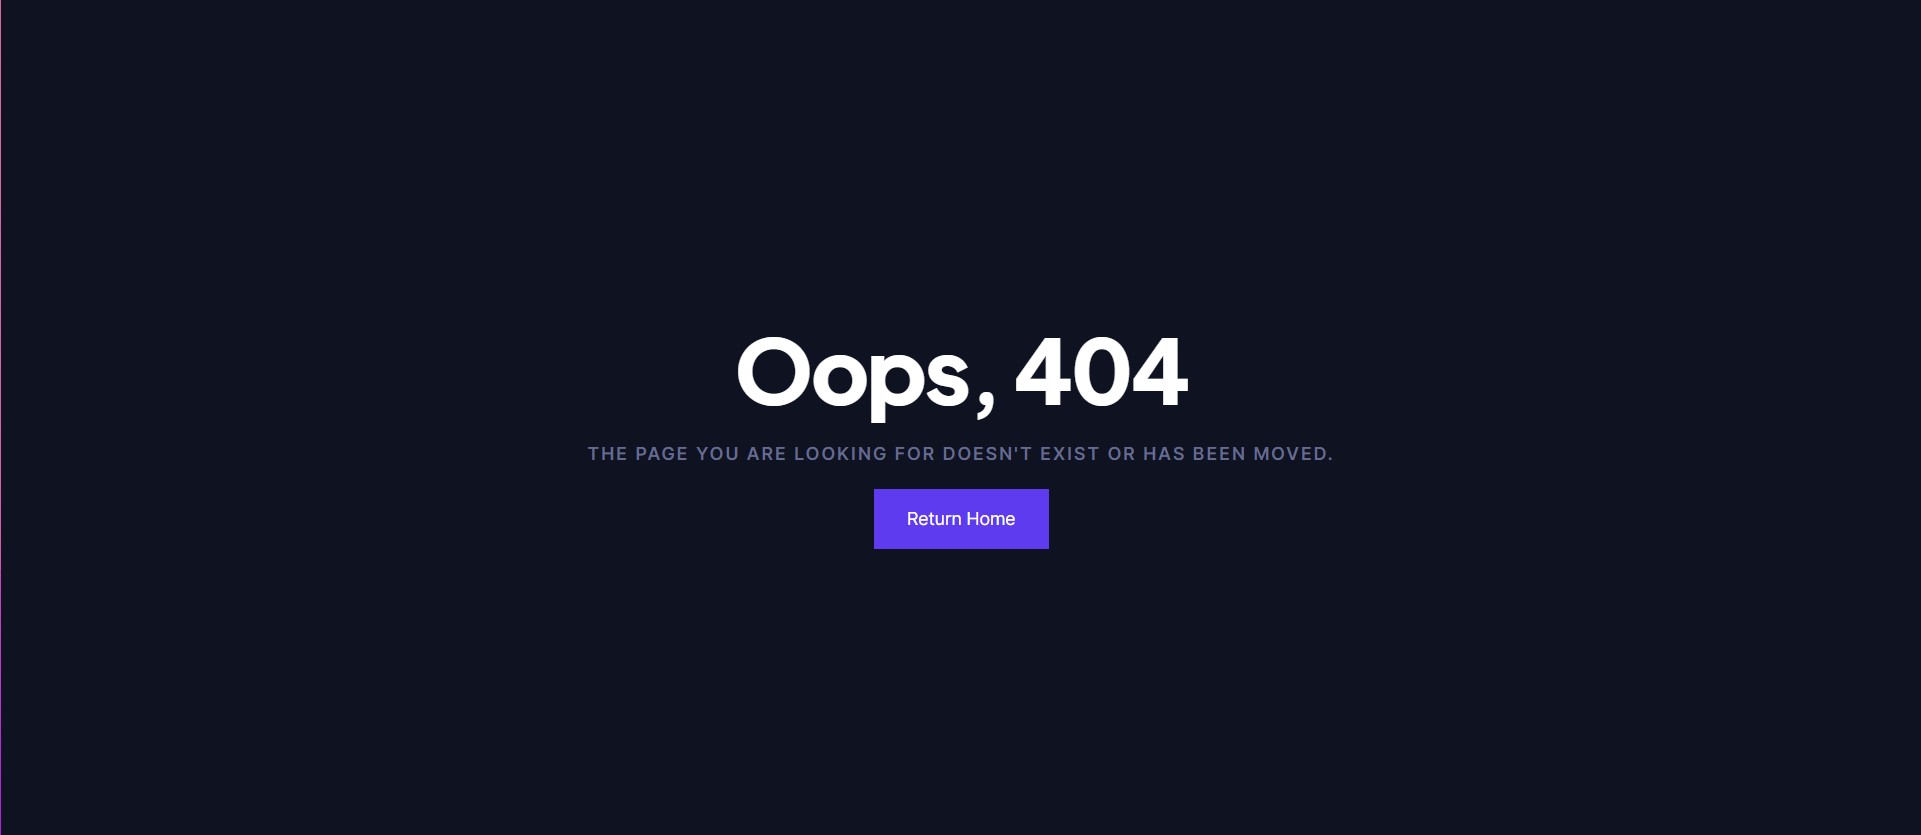 Oops, 404
THE PAGE YOU ARE LOOKING FOR DOESN'T EXIST OR HAS BEEN MOVED.
Return Home